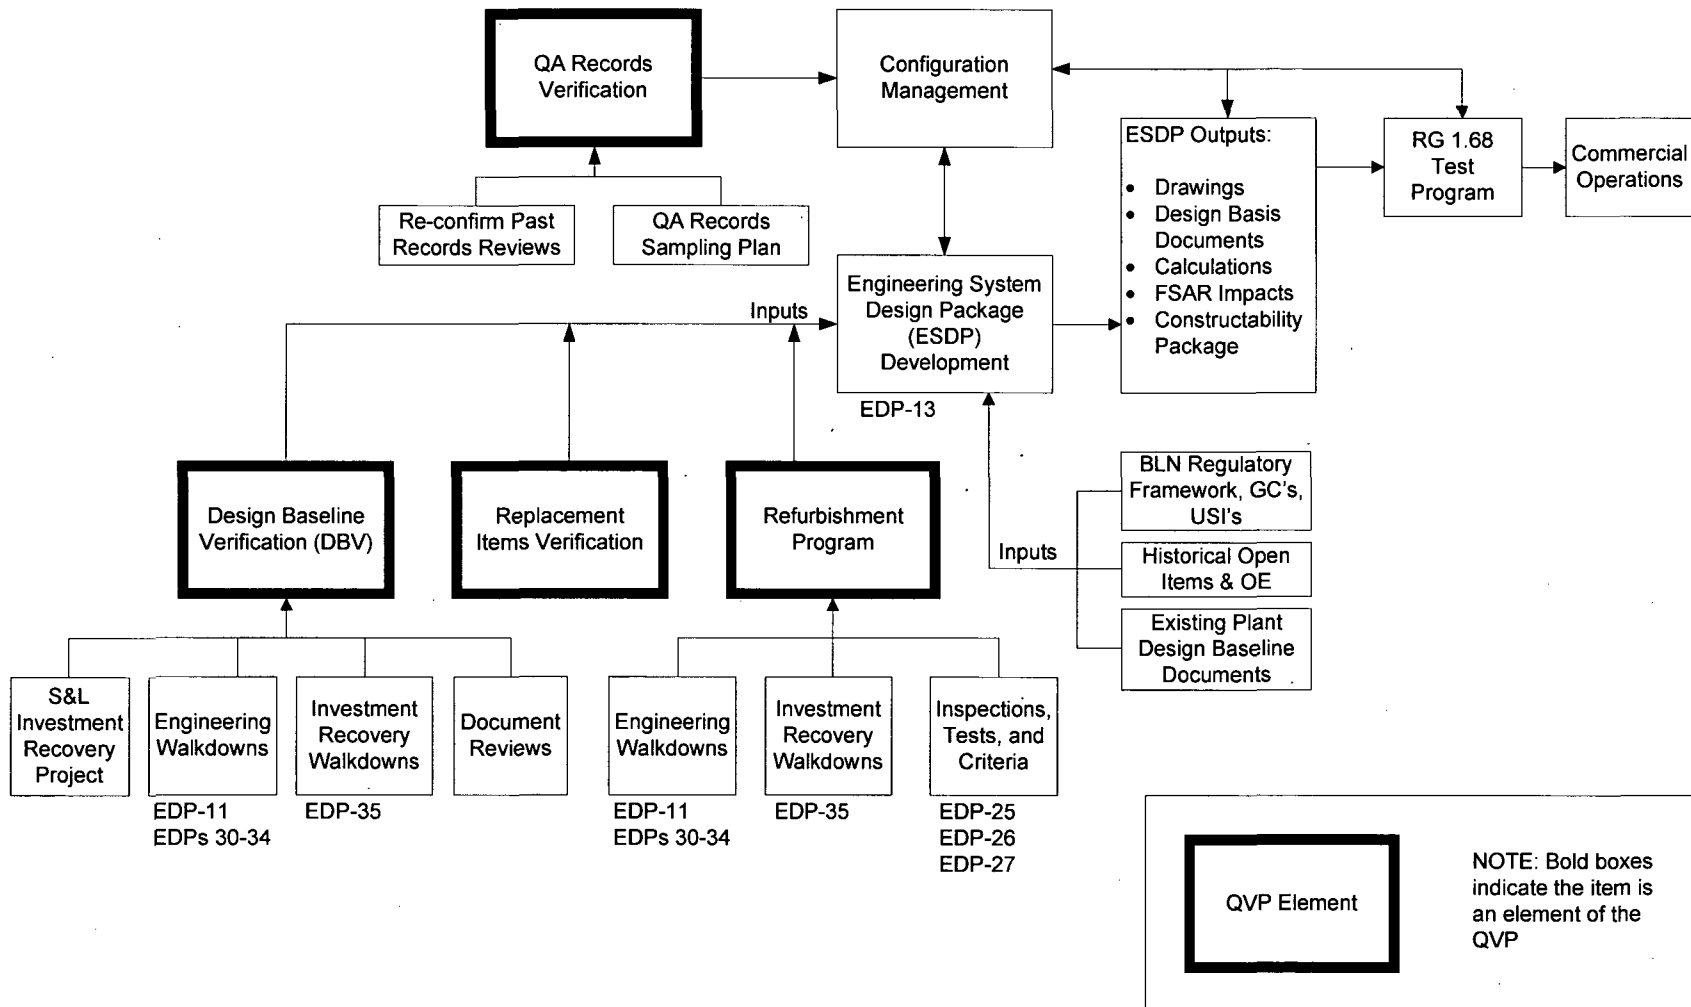 QA Records
Verification
Configuration
Management
ESDP Outputs:
• Drawings
• Design Basis
Documents
• Calculations
• FSAR Impacts
• Constructability
Package
RG 1.68
Test
Program
Commercial
Operations
Re-confirm Past
Records Reviews
QA Records
Sampling Plan
Inputs
Engineering System
Design Package
(ESDP)
Development
EDP-13
Design Baseline
Verification (DBV)
Replacement
Items Verification
Refurbishment
Program
Inputs
BLN Regulatory
Framework, GC's,
USI's
Historical Open
Items & OE
Existing Plant
Design Baseline
Documents
S&L
Investment
Recovery
Project
Engineering
Walkdowns
EDP-11
EDPs 30-34
Investment
Recovery
Walkdowns
EDP-35
Document
Reviews
Engineering
Walkdowns
EDP-11
EDPs 30-34
Investment
Recovery
Walkdowns
EDP-35
Inspections,
Tests, and
Criteria
EDP-25
EDP-26
EDP-27
QVP Element
NOTE: Bold boxes
indicate the item is
an element of the
QVP